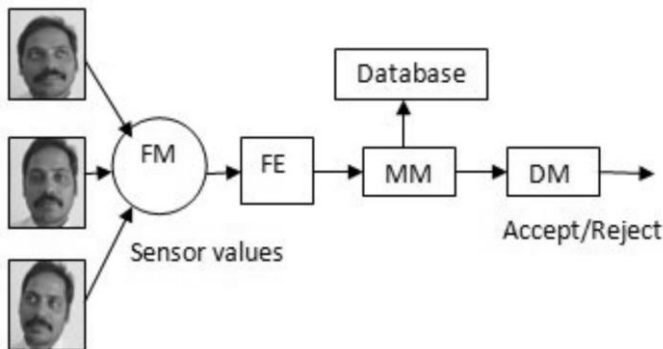 Database
FM
FE
MM
DM
Sensor values
Accept/Reject